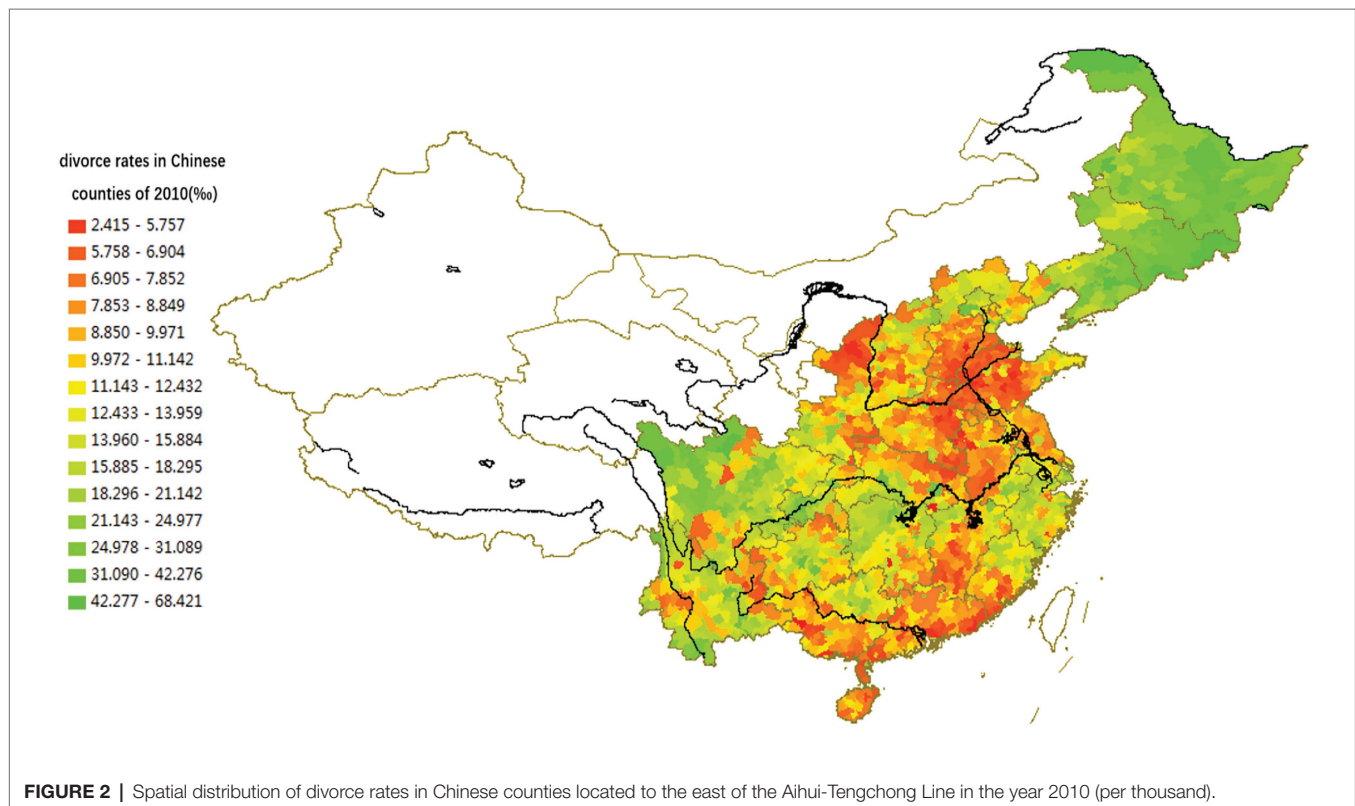 divorce rates in Chinese
counties of 2010(‰)
2.415 - 5.757
5.758 - 6.904
6.905 - 7.852
7.853 - 8.849
8.850 - 9.971
9.972 - 11.142
11.143 - 12.432
12.433 - 13.959
13.960 - 15.884
15.885 - 18.295
18.296 - 21.142
21.143 - 24.977
24.978 - 31.089
31.090 - 42.276
42.277 - 68.421
FIGURE 2 | Spatial distribution of divorce rates in Chinese counties located to the east of the Aihui-Tengchong Line in the year 2010 (per thousand).